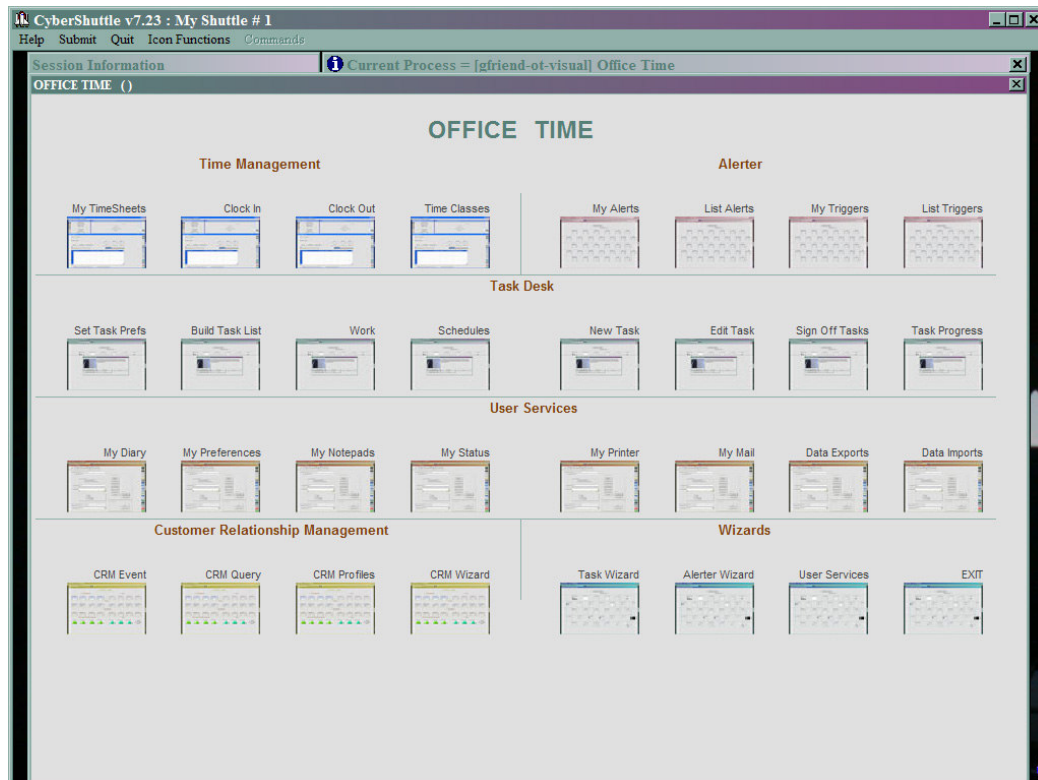 CyberShuttle v7.23 : My Shuttle # 1
Help Submit Quit Icon Functions Commands
Session Information
Current Process = [gfriend-ot-visual] Office Time
OFFICE TIME ( )
OFFICE TIME
Time Management
Alerter
My TimeSheets Clock In Clock Out Time Classes
My Alerts List Alerts My Triggers List Triggers
Task Desk
Set Task Prefs Build Task List Work Schedules New Task Edit Task Sign Off Tasks Task Progress
User Services
My Diary My Preferences My Notepads My Status My Printer My Mail Data Exports Data Imports
Customer Relationship Management
Wizards
CRM Event CRM Query CRM Profiles CRM Wizard
Task Wizard Alerter Wizard User Services EXIT